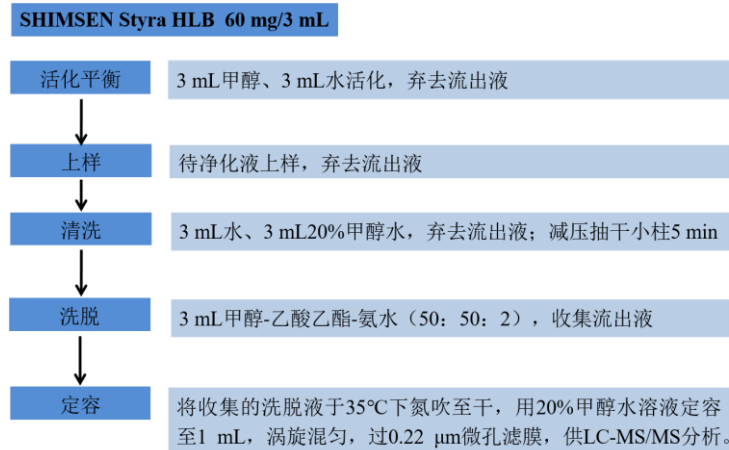 SHIMSEN Styra HLB 60 mg/3 mL
活化平衡
3 mL甲醇、3 mL水活化，弃去流出液
上样
待净化液上样，弃去流出液
清洗
3 mL水、3 mL20%甲醇水，弃去流出液；减压抽干小柱5 min
洗脱
3 mL甲醇-乙酸乙酯-氨水（50：50：2），收集流出液
定容
将收集的洗脱液于35℃下氮吹至干，用20%甲醇水溶液定容
至1 mL，涡旋混匀，过0.22 μm微孔滤膜，供LC-MS/MS分析。